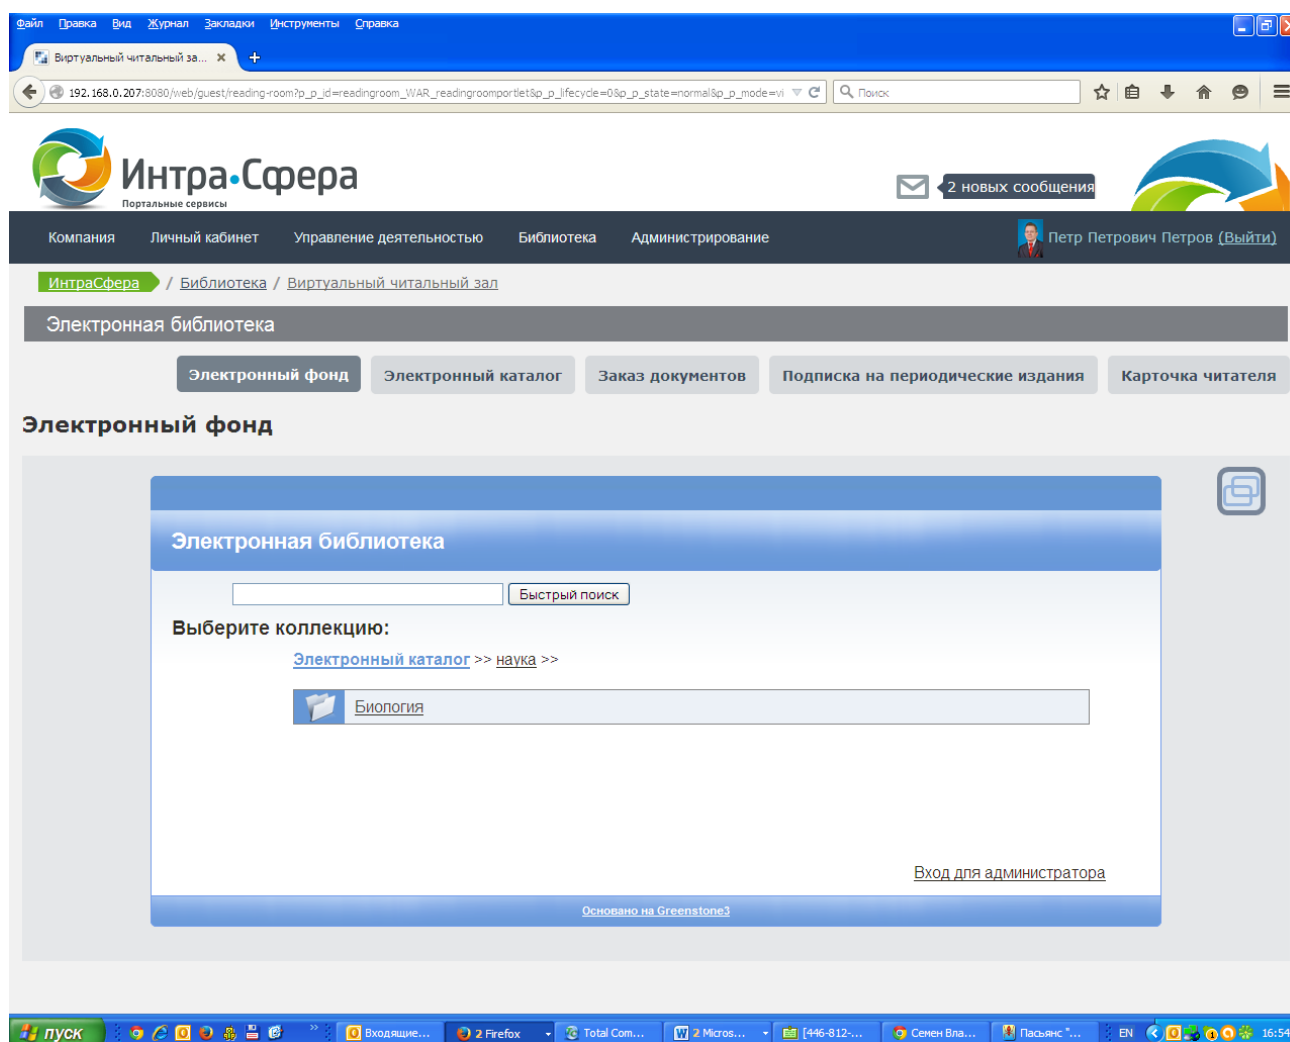 Файл Правка Вид Журнал Закладки Инструменты Справка
Виртуальный читальный за...
192.168.0.207:8080/web/guest/reading-room?p_p_id=readingroom_WAR_readingroomportlet&p_p_lifecycle=0&p_p_state=normal&p_p_mode=vi Поиск
Интра•Сфера
Портальные сервисы
2 новых сообщения
Компания Личный кабинет Управление деятельностью Библиотека Администрирование Петр Петрович Петров (Выйти)
ИнтраСфера / Библиотека / Виртуальный читальный зал
Электронная библиотека
Электронный фонд Электронный каталог Заказ документов Подписка на периодические издания Карточка читателя
Электронный фонд
Электронная библиотека
Быстрый поиск
Выберите коллекцию:
Электронный каталог >> наука >>
Биология
Вход для администратора
Основано на Greenstone3
пуск Входящие... 2 Firefox Total Com... 2 Micros... [446-812-... Семен Вла... Пасьянс "... EN 16:54